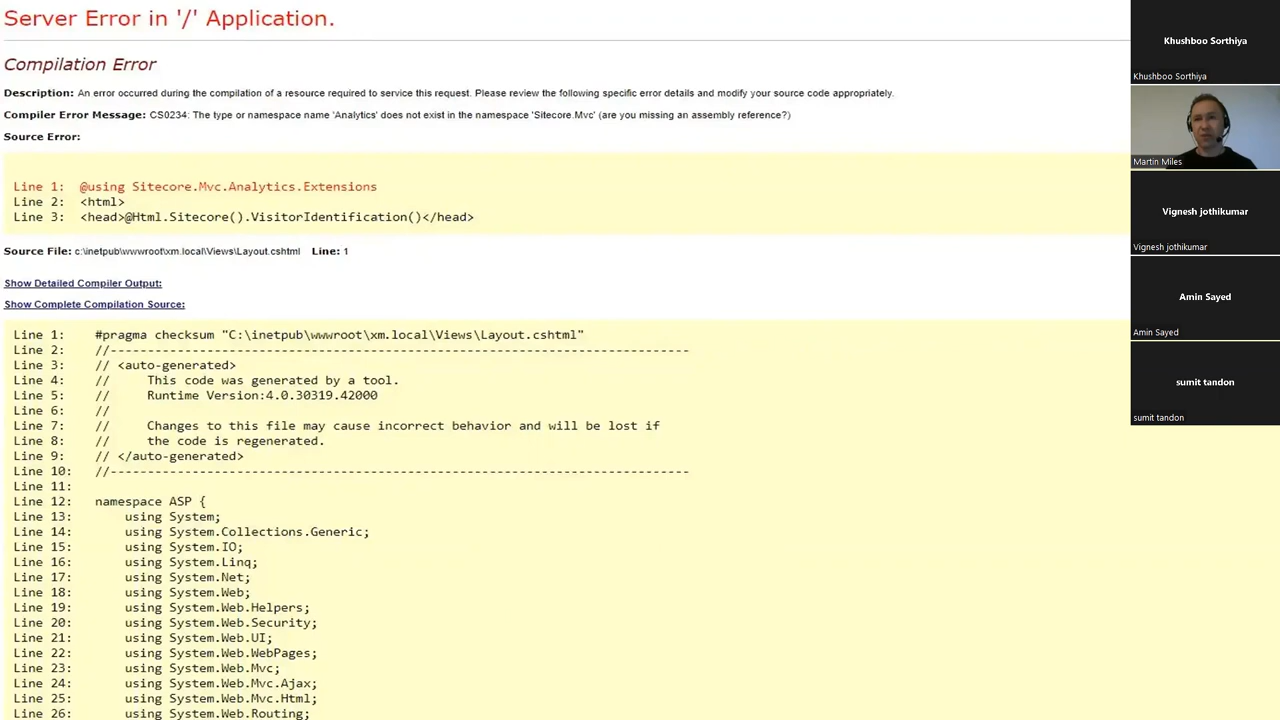 Server Error in '/' Application.
Compilation Error
Description: An error occurred during the compilation of a resource required to service this request. Please review the following specific error details and modify your source code appropriately.
Compiler Error Message: CS0234: The type or namespace name 'Analytics' does not exist in the namespace 'Sitecore.Mvc' (are you missing an assembly reference?)
Source Error:
Line 1:  @using Sitecore.Mvc.Analytics.Extensions
Line 2:  <html>
Line 3:  <head>@Html.Sitecore().VisitorIdentification()</head>
Source File: c:\inetpub\wwwroot\xm.local\Views\Layout.cshtml    Line: 1
Show Detailed Compiler Output:
Show Complete Compilation Source:
Line 1:    #pragma checksum "C:\inetpub\wwwroot\xm.local\Views\Layout.cshtml"
Line 2:    //------------------------------------------------------------------------------
Line 3:    // <auto-generated>
Line 4:    //     This code was generated by a tool.
Line 5:    //     Runtime Version:4.0.30319.42000
Line 6:    //
Line 7:    //     Changes to this file may cause incorrect behavior and will be lost if
Line 8:    //     the code is regenerated.
Line 9:    // </auto-generated>
Line 10:   //------------------------------------------------------------------------------
Line 11:
Line 12:   namespace ASP {
Line 13:       using System;
Line 14:       using System.Collections.Generic;
Line 15:       using System.IO;
Line 16:       using System.Linq;
Line 17:       using System.Net;
Line 18:       using System.Web;
Line 19:       using System.Web.Helpers;
Line 20:       using System.Web.Security;
Line 21:       using System.Web.UI;
Line 22:       using System.Web.WebPages;
Line 23:       using System.Web.Mvc;
Line 24:       using System.Web.Mvc.Ajax;
Line 25:       using System.Web.Mvc.Html;
Line 26:       using System.Web.Routing;
Khushboo Sorthiya
Khushboo Sorthiya
Martin Miles
Vignesh jothikumar
Vignesh jothikumar
Amin Sayed
Amin Sayed
sumit tandon
sumit tandon